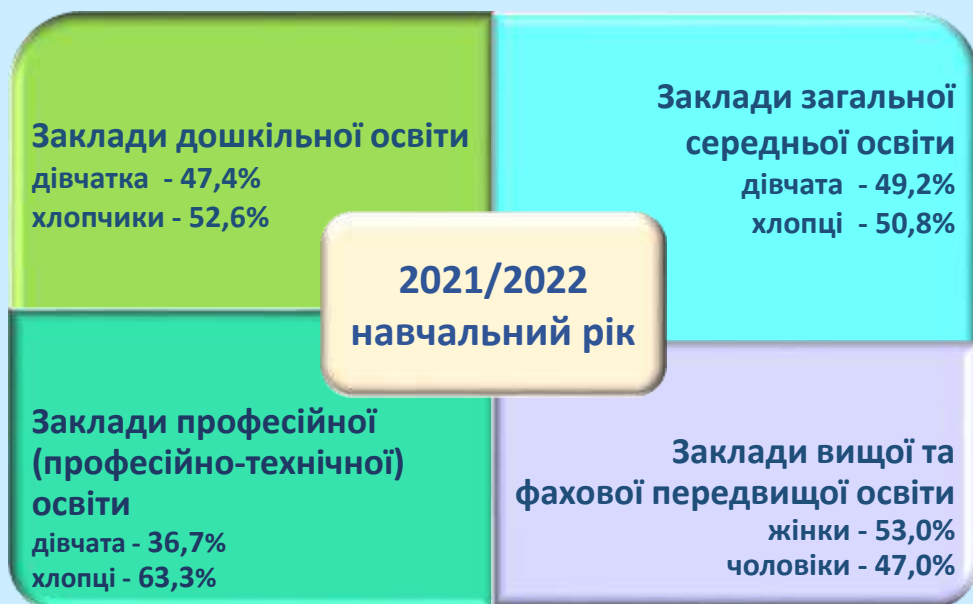 Заклади дошкільної освіти
дівчатка - 47,4%
хлопчики - 52,6%
Заклади загальної
середньої освіти
дівчата - 49,2%
хлопці - 50,8%
2021/2022
навчальний рік
Заклади професійної
(професійно-технічної)
освіти
дівчата - 36,7%
хлопці - 63,3%
Заклади вищої та
фахової передвищої освіти
жінки - 53,0%
чоловіки - 47,0%